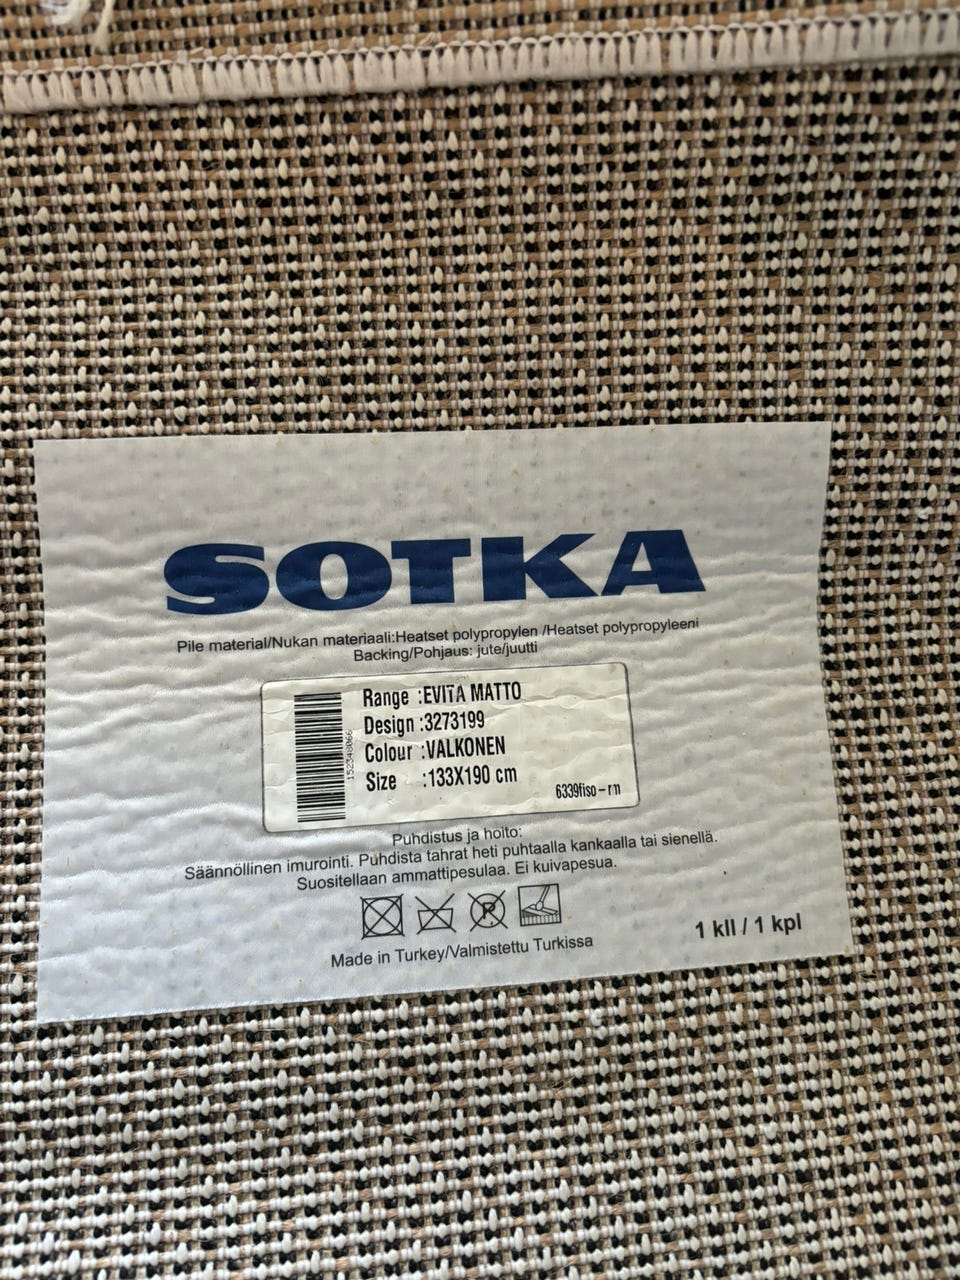 SOTKA
Pile material/Nukan materiaali:Heatset polypropylen /Heatset polypropyleeni
Backing/Pohjaus: jute/juutti
Range :EVITA MATTO
Design :3273199
Colour :VALKONEN
Size :133X190 cm
6339fiso-rm
Puhdistus ja hoito:
Säännöllinen imurointi. Puhdista tahrat heti puhtaalla kankaalla tai sienellä.
Suositellaan ammattipesulaa. Ei kuivapesua.
P
1 kll / 1 kpl
Made in Turkey/Valmistettu Turkissa